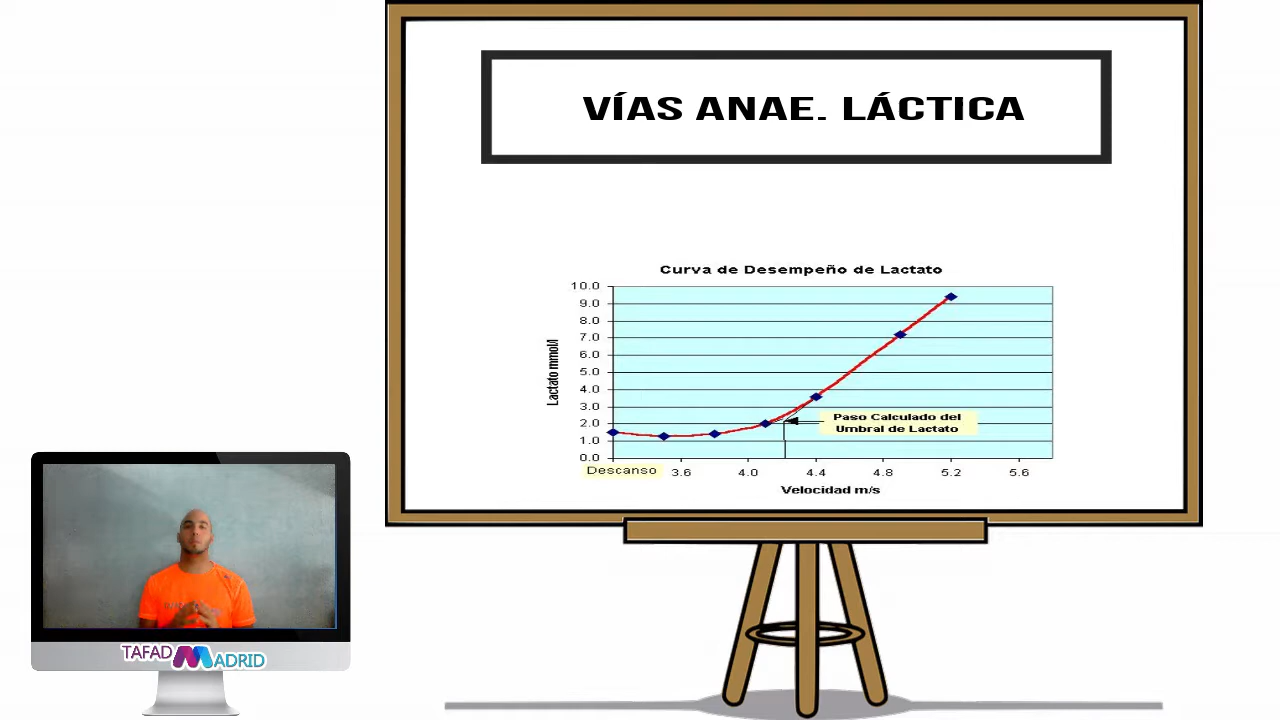 VÍAS ANAE. LÁCTICA
Curva de Desempeño de Lactato
10.0
9.0
8.0
7.0
6.0
5.0
4.0
3.0
2.0
1.0
0.0
Lactato mmol/l
Paso Calculado del
Umbral de Lactato
Descanso 3.6 4.0 4.4 4.8 5.2 5.6
Velocidad m/s
TAFAD MADRID